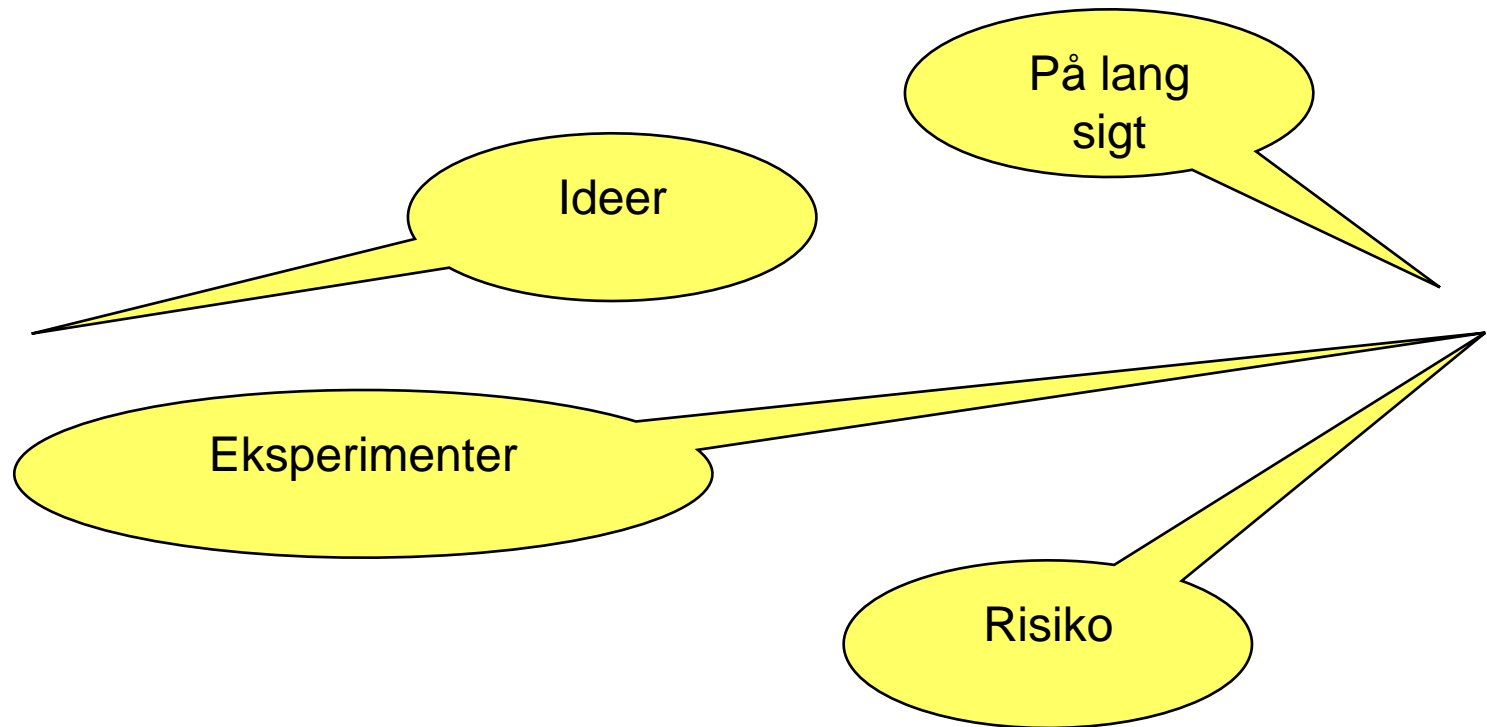 På lang
sigt
Ideer
Eksperimenter
Risiko